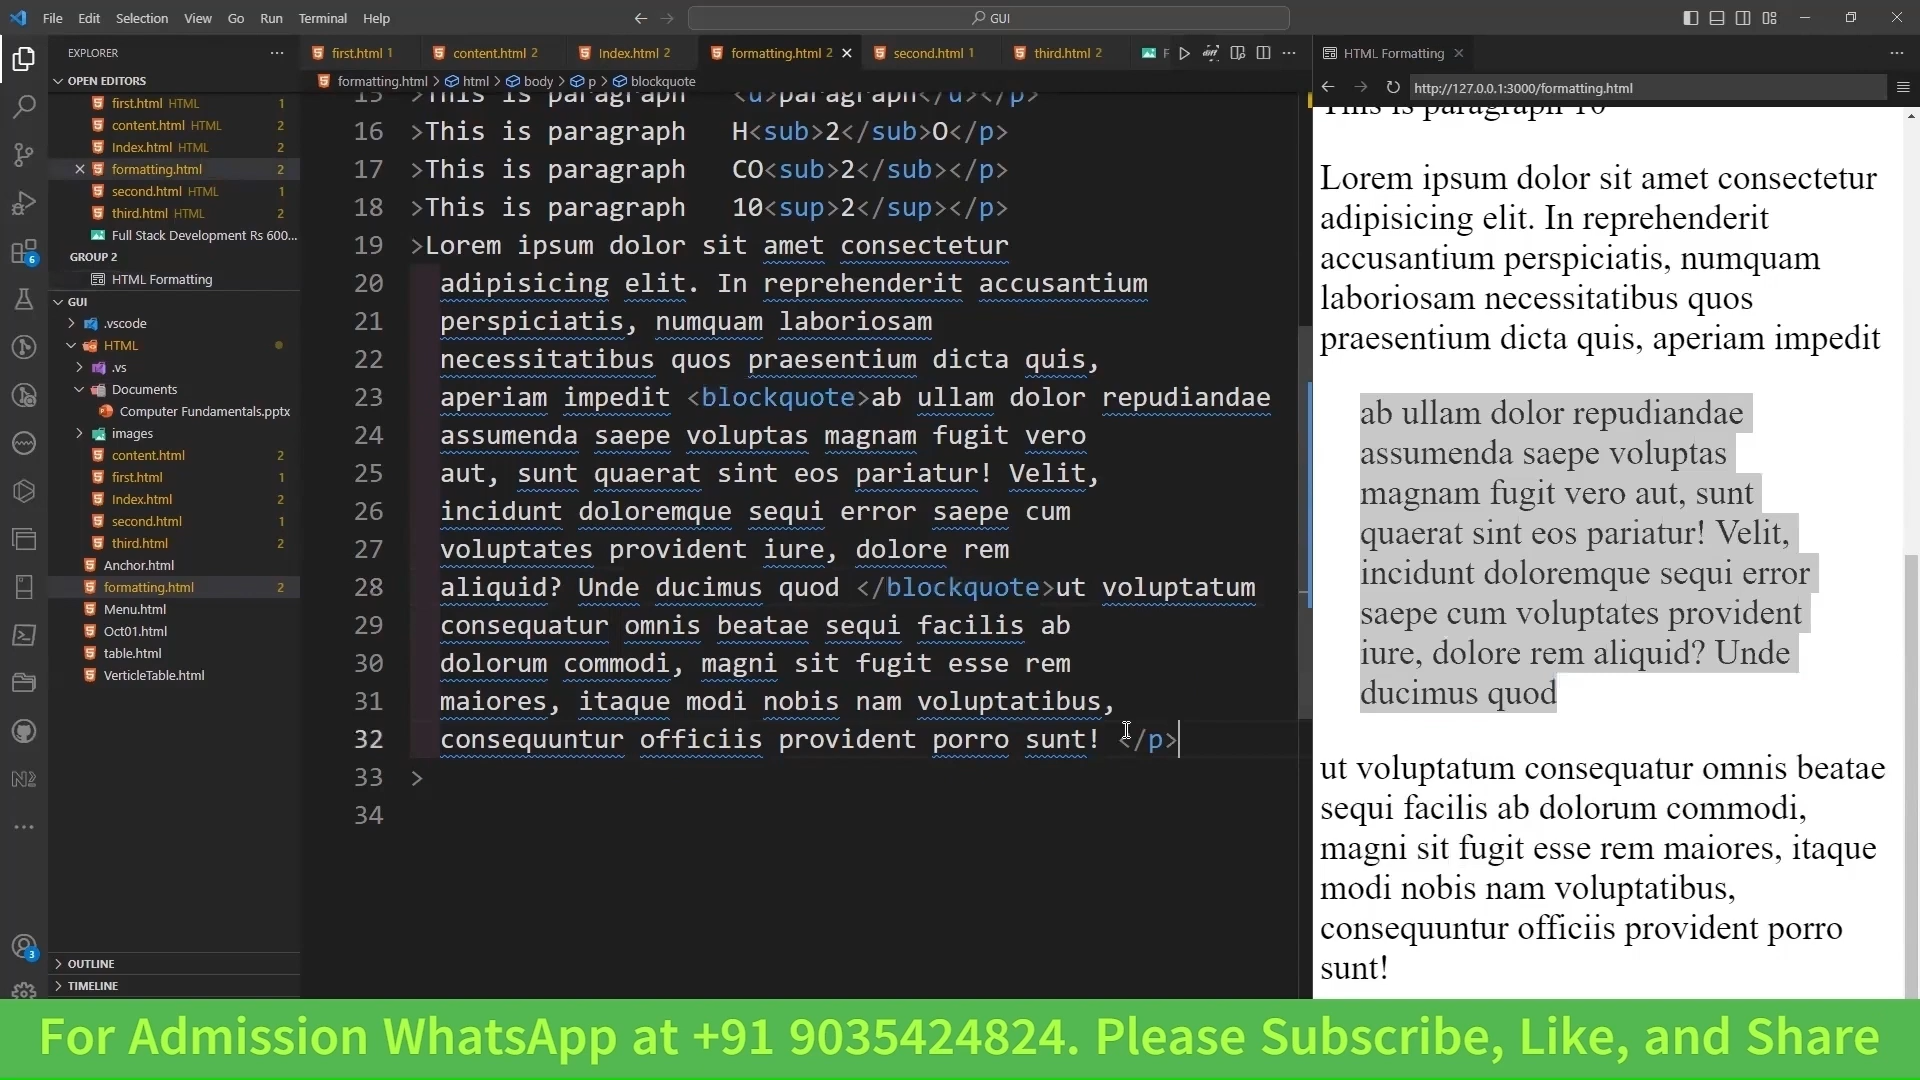 File Edit Selection View Go Run Terminal Help
GUI
EXPLORER
OPEN EDITORS
first.html HTML 1
content.html HTML 2
Index.html HTML 2
formatting.html 2
second.html HTML 1
third.html HTML 2
Full Stack Development Rs 600...
GROUP 2
HTML Formatting
GUI
.vscode
HTML
.vs
Documents
Computer Fundamentals.pptx
images
content.html 2
first.html 1
Index.html 2
second.html 1
third.html 2
Anchor.html
formatting.html 2
Menu.html
Oct01.html
table.html
VerticleTable.html
OUTLINE
TIMELINE
6
3
first.html 1 content.html 2 Index.html 2 formatting.html 2 second.html 1 third.html 2 F
formatting.html > html > body > p > blockquote
15 >This is paragraph <u>paragraph</u></p>
16 >This is paragraph H<sub>2</sub>O</p>
17 >This is paragraph CO<sub>2</sub></p>
18 >This is paragraph 10<sup>2</sup></p>
19 >Lorem ipsum dolor sit amet consectetur
20 adipisicing elit. In reprehenderit accusantium
21 perspiciatis, numquam laboriosam
22 necessitatibus quos praesentium dicta quis,
23 aperiam impedit <blockquote>ab ullam dolor repudiandae
24 assumenda saepe voluptas magnam fugit vero
25 aut, sunt quaerat sint eos pariatur! Velit,
26 incidunt doloremque sequi error saepe cum
27 voluptates provident iure, dolore rem
28 aliquid? Unde ducimus quod </blockquote>ut voluptatum
29 consequatur omnis beatae sequi facilis ab
30 dolorum commodi, magni sit fugit esse rem
31 maiores, itaque modi nobis nam voluptatibus,
32 consequuntur officiis provident porro sunt! </p>
33 >
34
HTML Formatting
http://127.0.0.1:3000/formatting.html
This is paragraph 10
Lorem ipsum dolor sit amet consectetur
adipisicing elit. In reprehenderit
accusantium perspiciatis, numquam
laboriosam necessitatibus quos
praesentium dicta quis, aperiam impedit
ab ullam dolor repudiandae
assumenda saepe voluptas
magnam fugit vero aut, sunt
quaerat sint eos pariatur! Velit,
incidunt doloremque sequi error
saepe cum voluptates provident
iure, dolore rem aliquid? Unde
ducimus quod
ut voluptatum consequatur omnis beatae
sequi facilis ab dolorum commodi,
magni sit fugit esse rem maiores, itaque
modi nobis nam voluptatibus,
consequuntur officiis provident porro
sunt!
For Admission WhatsApp at +91 9035424824. Please Subscribe, Like, and Share